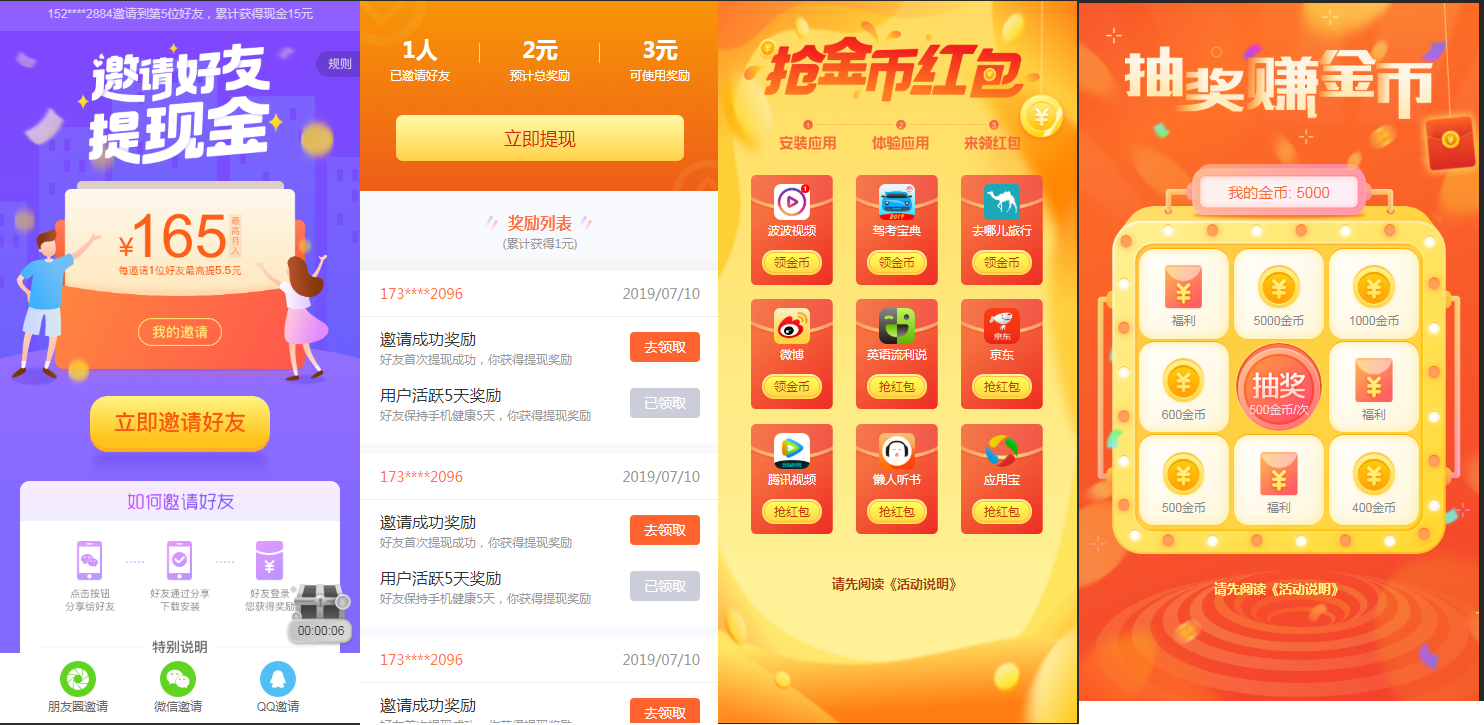 152****2884邀请到第5位好友，累计获得现金15元
规则
邀请好友
提现金
¥165
最高月入
每邀请1位好友最高提5.5元
我的邀请
立即邀请好友
如何邀请好友
点击按钮
分享给好友
好友通过分享
下载安装
好友登录
您获得奖励
00:00:06
特别说明
朋友圈邀请
微信邀请
QQ邀请
1人
已邀请好友
2元
预计总奖励
3元
可使用奖励
立即提现
奖励列表
(累计获得1元)
173****2096
2019/07/10
邀请成功奖励
好友首次提现成功，你获得提现奖励
去领取
用户活跃5天奖励
好友保持手机健康5天，你获得提现奖励
已领取
173****2096
2019/07/10
邀请成功奖励
好友首次提现成功，你获得提现奖励
去领取
用户活跃5天奖励
好友保持手机健康5天，你获得提现奖励
已领取
173****2096
2019/07/10
邀请成功奖励
好友首次提现成功，你获得提现奖励
去领取
抢金币红包
1
2
3
安装应用
体验应用
来领红包
1
2019
波波视频
驾考宝典
去哪儿旅行
领金币
领金币
领金币
京东
微博
英语流利说
京东
领金币
抢红包
抢红包
腾讯视频
懒人听书
应用宝
抢红包
抢红包
抢红包
请先阅读《活动说明》
抽奖赚金币
我的金币: 5000
福利
5000金币
1000金币
600金币
抽奖
500金币/次
福利
500金币
福利
400金币
请先阅读《活动说明》